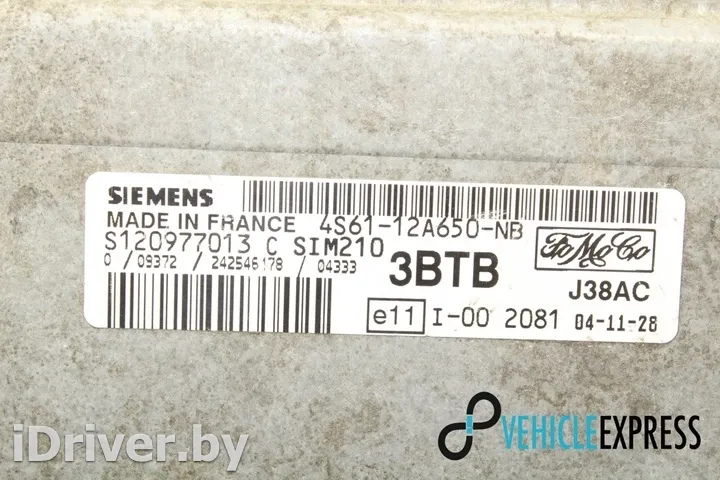 SIEMENS
MADE IN FRANCE 4S61-12A650-NB
S120977013 C SIM210
0 / 09372 / 242546178 / 04333
3BTB
FoMoCo
J38AC
e11 I-00 2081 04-11-28
iDriver.by
VEHICLEEXPRESS